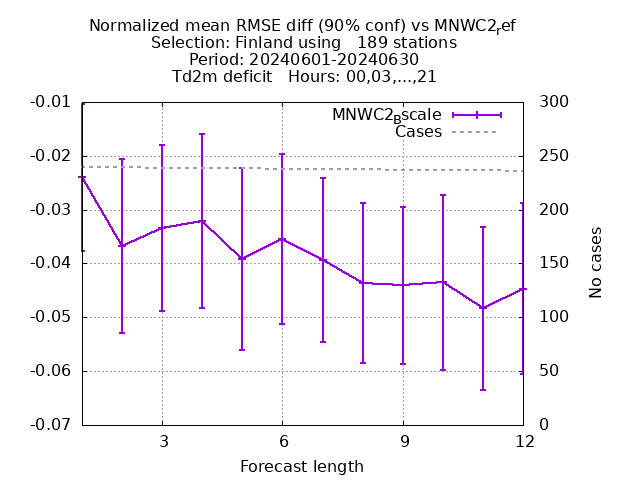 Normalized mean RMSE diff (90% conf) vs MNWC2_ref
Selection: Finland using   189 stations
Period: 20240601-20240630
Td2m deficit   Hours: 00,03,...,21
MNWC2_Bscale
Cases
-0.01
-0.02
-0.03
-0.04
-0.05
-0.06
-0.07
300
250
200
150
100
50
0
No cases
3
6
9
12
Forecast length